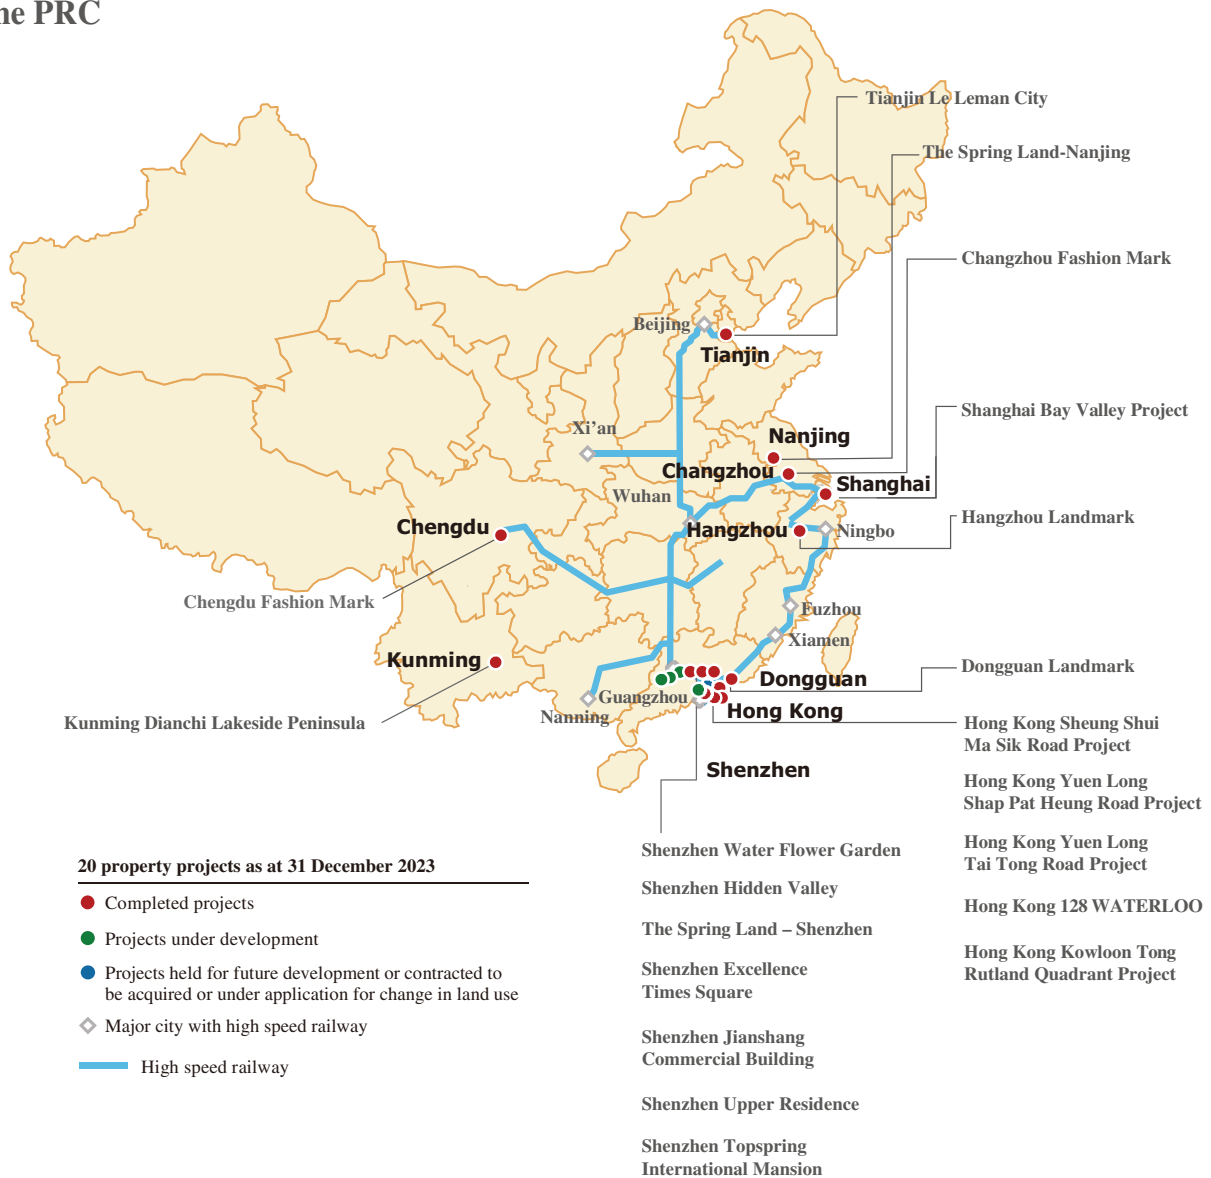 he PRC
Tianjin Le Leman City
The Spring Land-Nanjing
Changzhou Fashion Mark
Beijing
Tianjin
Shanghai Bay Valley Project
Xi’an
Nanjing
Changzhou
Shanghai
Wuhan
Hangzhou Landmark
Chengdu
Hangzhou
Ningbo
Chengdu Fashion Mark
Fuzhou
Xiamen
Kunming
Dongguan Landmark
Dongguan
Guangzhou
Nanning
Hong Kong
Kunming Dianchi Lakeside Peninsula
Hong Kong Sheung Shui
Ma Sik Road Project
Shenzhen
Hong Kong Yuen Long
Shap Pat Heung Road Project
Hong Kong Yuen Long
Tai Tong Road Project
Hong Kong 128 WATERLOO
Hong Kong Kowloon Tong
Rutland Quadrant Project
Shenzhen Water Flower Garden
Shenzhen Hidden Valley
The Spring Land – Shenzhen
Shenzhen Excellence
Times Square
Shenzhen Jianshang
Commercial Building
Shenzhen Upper Residence
Shenzhen Topspring
International Mansion
20 property projects as at 31 December 2023
Completed projects
Projects under development
Projects held for future development or contracted to
be acquired or under application for change in land use
Major city with high speed railway
High speed railway